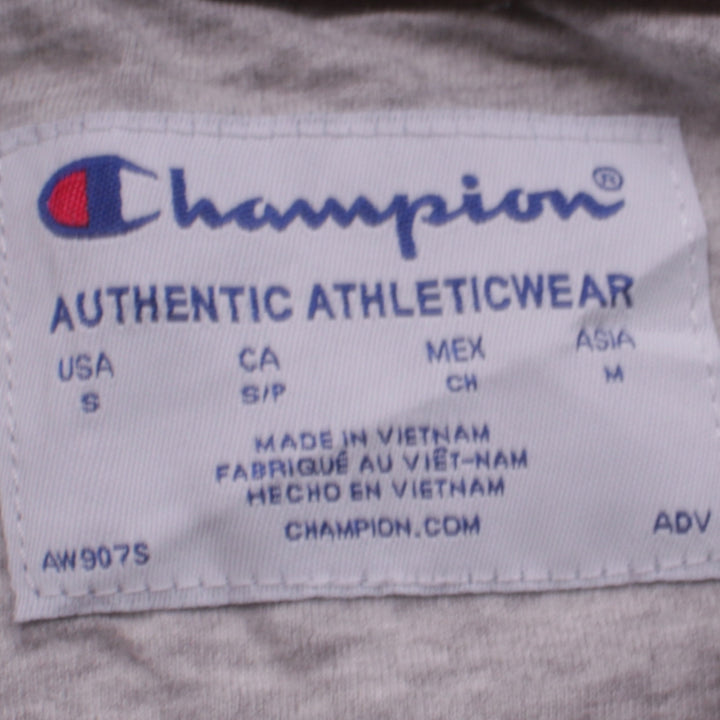 Champion®
AUTHENTIC ATHLETICWEAR
USA CA MEX ASIA
S S/P CH M
MADE IN VIETNAM
FABRIQUÉ AU VIÊT-NAM
HECHO EN VIETNAM
CHAMPION.COM
AW907S ADV